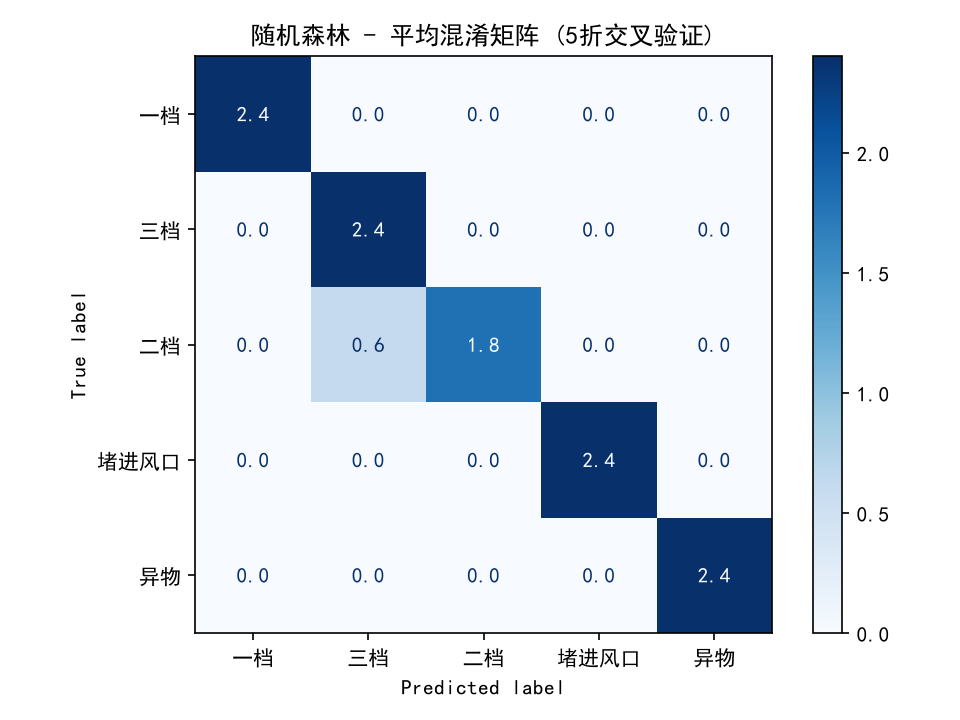 随机森林 - 平均混淆矩阵 (5折交叉验证)
一档 2.4 0.0 0.0 0.0 0.0
三档 0.0 2.4 0.0 0.0 0.0
二档 0.0 0.6 1.8 0.0 0.0
堵进风口 0.0 0.0 0.0 2.4 0.0
异物 0.0 0.0 0.0 0.0 2.4
True label
一档 三档 二档 堵进风口 异物
Predicted label
2.0
1.5
1.0
0.5
0.0